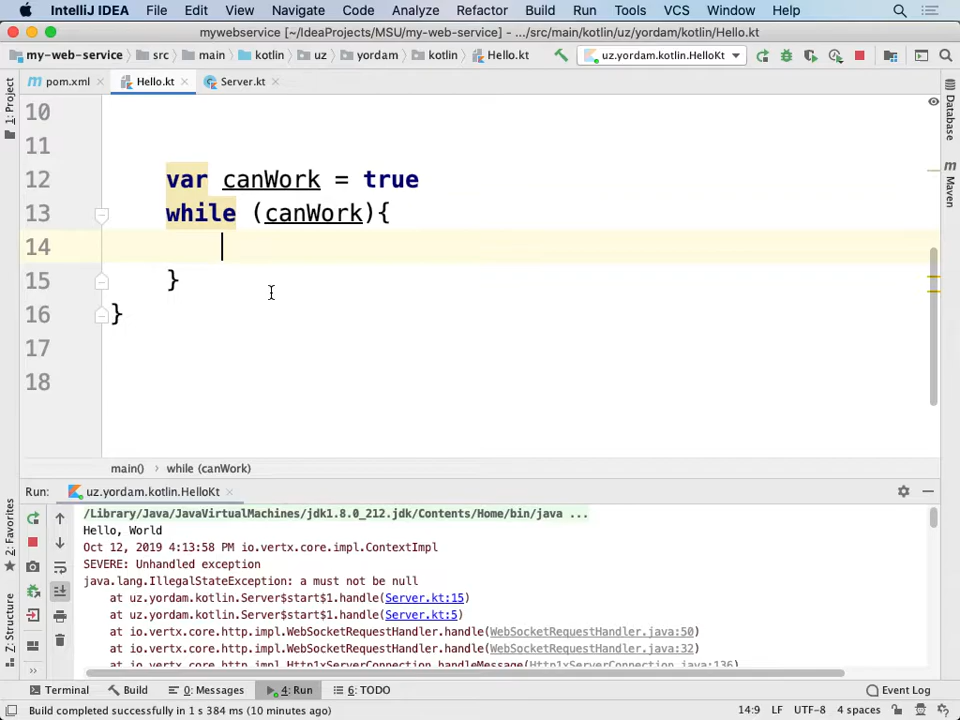 IntelliJ IDEA File Edit View Navigate Code Analyze Refactor Build Run Tools VCS Window Help
mywebservice [~/IdeaProjects/MSU/my-web-service] - .../src/main/kotlin/uz/yordam/kotlin/Hello.kt
my-web-service src main kotlin uz yordam kotlin Hello.kt uz.yordam.kotlin.HelloKt
pom.xml Hello.kt Server.kt
1: Project
Database
Maven
10
11
12 var canWork = true
13 while (canWork){
14
15 }
16 }
17
18
main() while (canWork)
Run: uz.yordam.kotlin.HelloKt
2: Favorites
7: Structure
/Library/Java/JavaVirtualMachines/jdk1.8.0_212.jdk/Contents/Home/bin/java ...
Hello, World
Oct 12, 2019 4:13:58 PM io.vertx.core.impl.ContextImpl
SEVERE: Unhandled exception
java.lang.IllegalStateException: a must not be null
at uz.yordam.kotlin.Server$start$1.handle(Server.kt:15)
at uz.yordam.kotlin.Server$start$1.handle(Server.kt:5)
at io.vertx.core.http.impl.WebSocketRequestHandler.handle(WebSocketRequestHandler.java:50)
at io.vertx.core.http.impl.WebSocketRequestHandler.handle(WebSocketRequestHandler.java:32)
at io.vertx.core.http.impl.Http1xServerConnection.handleMessage(Http1xServerConnection.java:136)
Terminal Build 0: Messages 4: Run 6: TODO Event Log
Build completed successfully in 1 s 384 ms (10 minutes ago) 14:9 LF UTF-8 4 spaces